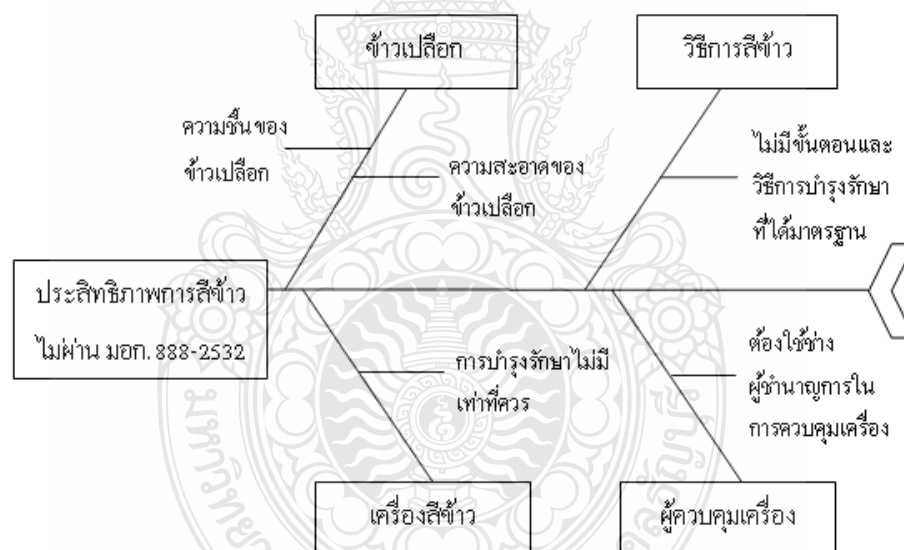 ข้าวเปลือก
วิธีการสีข้าว
ความชื้นของ
ข้าวเปลือก
ความสะอาดของ
ข้าวเปลือก
ไม่มีขั้นตอนและ
วิธีการบำรุงรักษา
ที่ได้มาตรฐาน
ประสิทธิภาพการสีข้าว
ไม่ผ่าน มอก. 888-2532
การบำรุงรักษาไม่มี
เท่าที่ควร
ต้องใช้ช่าง
ผู้ชำนาญการใน
การควบคุมเครื่อง
เครื่องสีข้าว
ผู้ควบคุมเครื่อง